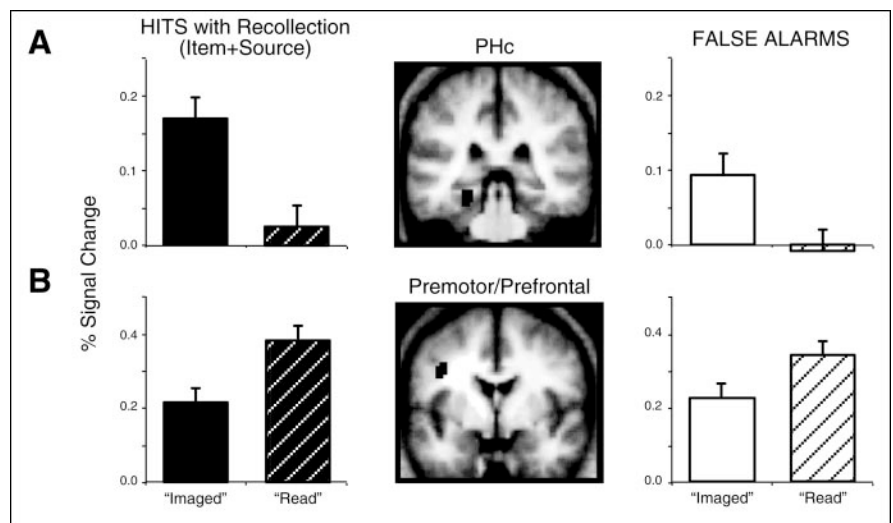 A
HITS with Recollection
(Item+Source)
PHc
FALSE ALARMS
0.2
0.1
0.0
0.2
0.1
0.0
B
% Signal Change
Premotor/Prefrontal
0.4
0.2
0.0
"Imaged" "Read"
0.4
0.2
0.0
"Imaged" "Read"